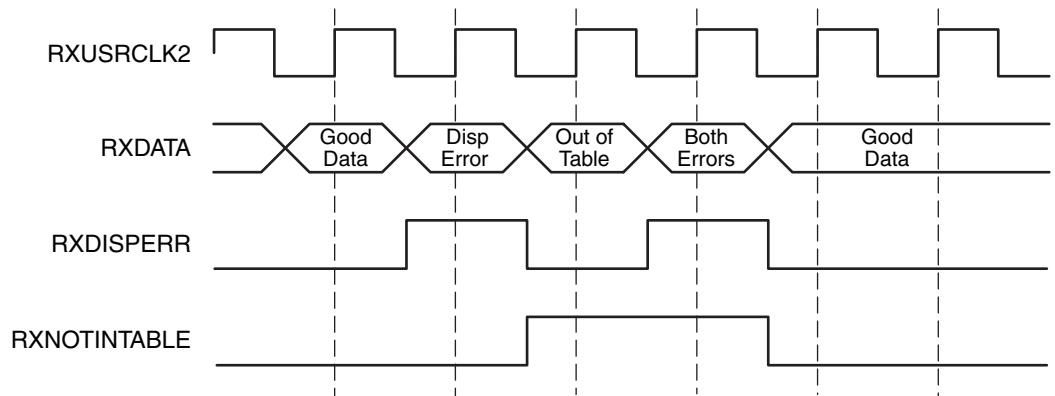 RXUSRCLK2
RXDATA
Good
Data
Disp
Error
Out of
Table
Both
Errors
Good
Data
RXDISPERR
RXNOTINTABLE